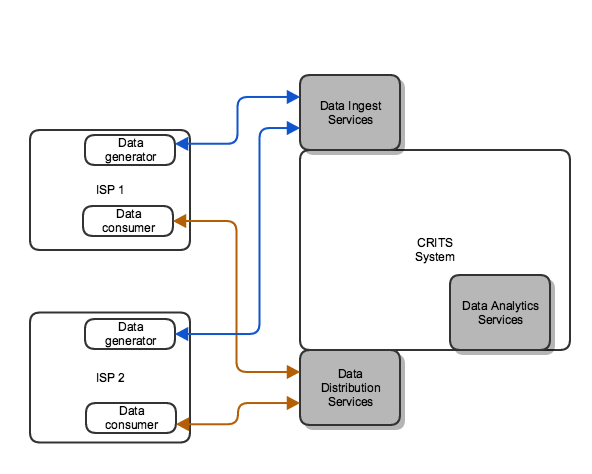 Data Ingest
Services
Data
generator
ISP 1
Data
consumer
CRITS
System
Data Analytics
Services
Data
generator
ISP 2
Data
consumer
Data
Distribution
Services